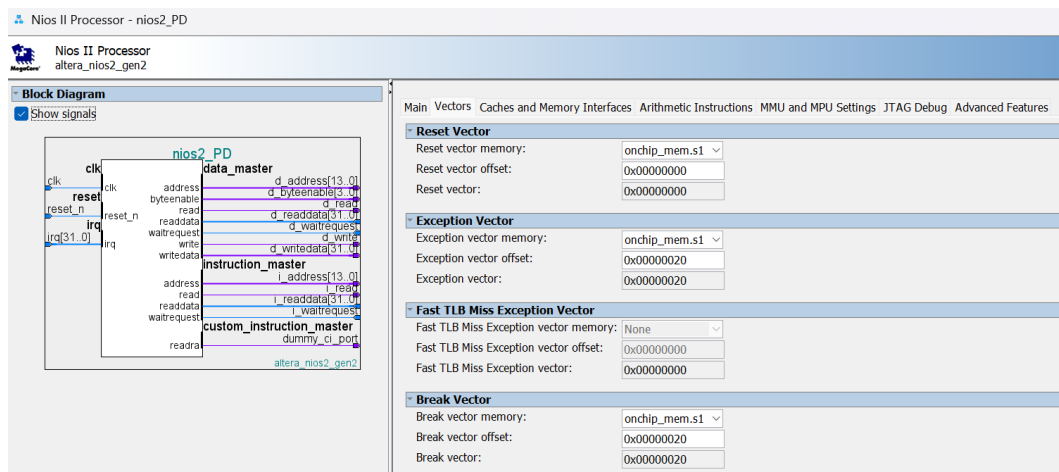 Nios II Processor - nios2_PD
MegaCore'
Nios II Processor
altera_nios2_gen2
Block Diagram
Show signals
nios2_PD
clk
clk
clk
reset
reset_n
reset_n
irq
irq[31..0]
irq
data_master
address
d_address[13..0]
byteenable
d_byteenable[3..0]
read
d_read
readdata
d_readdata[31..0]
waitrequest
d_waitrequest
write
d_write
writedata
d_writedata[31..0]
instruction_master
address
i_address[13..0]
read
i_read
readdata
i_readdata[31..0]
waitrequest
i_waitrequest
custom_instruction_master
readra
dummy_ci_port
altera_nios2_gen2
Main Vectors Caches and Memory Interfaces Arithmetic Instructions MMU and MPU Settings JTAG Debug Advanced Features
Reset Vector
Reset vector memory: onchip_mem.s1
Reset vector offset: 0x00000000
Reset vector: 0x00000000
Exception Vector
Exception vector memory: onchip_mem.s1
Exception vector offset: 0x00000020
Exception vector: 0x00000020
Fast TLB Miss Exception Vector
Fast TLB Miss Exception vector memory: None
Fast TLB Miss Exception vector offset: 0x00000000
Fast TLB Miss Exception vector: 0x00000000
Break Vector
Break vector memory: onchip_mem.s1
Break vector offset: 0x00000020
Break vector: 0x00000020